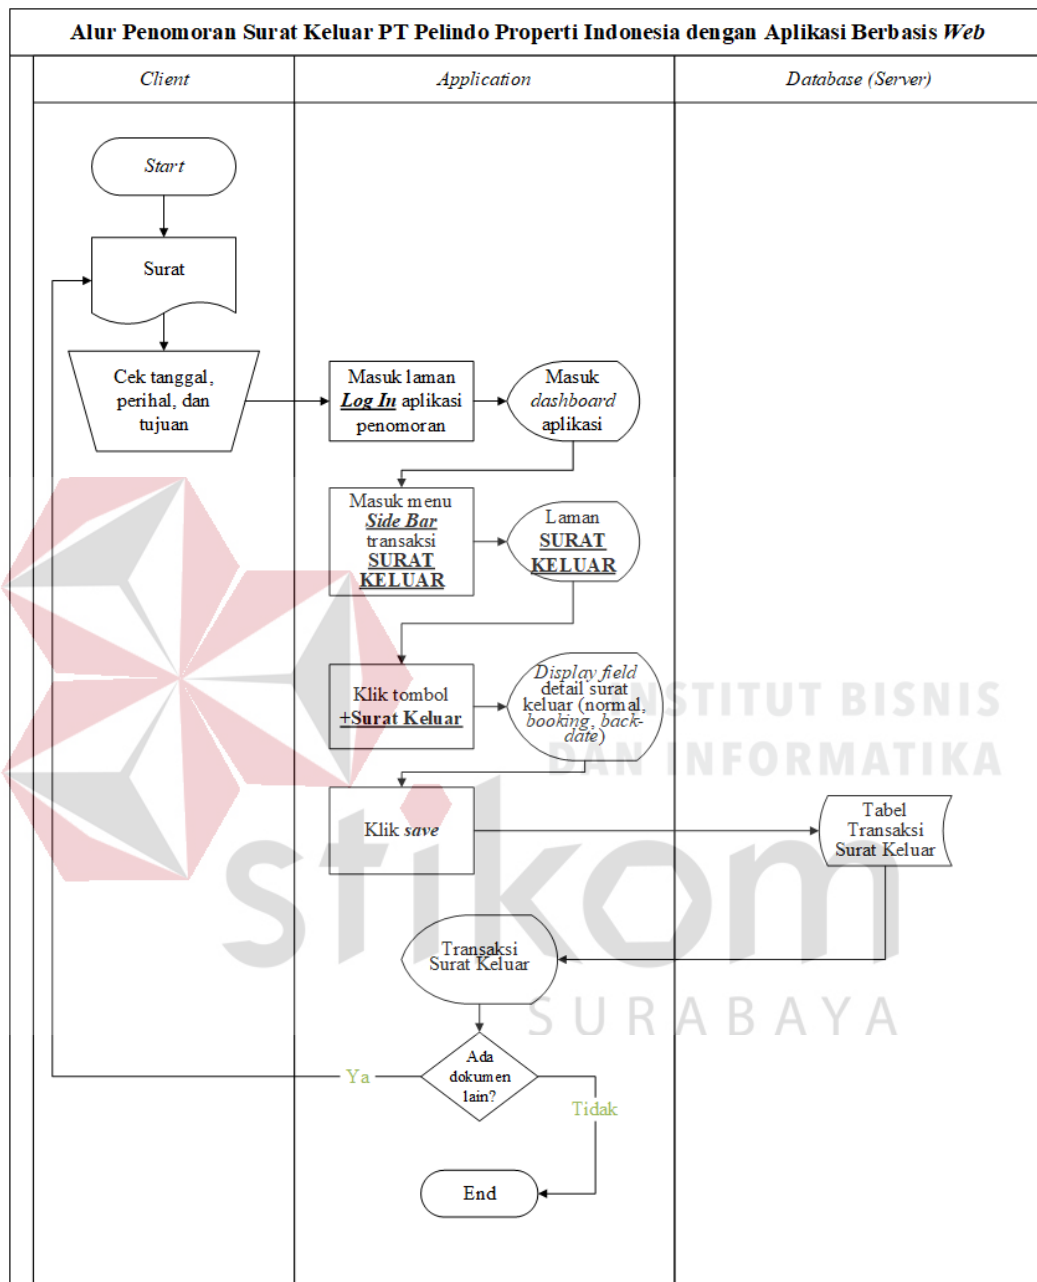 Alur Penomoran Surat Keluar PT Pelindo Properti Indonesia dengan Aplikasi Berbasis Web
Client
Application
Database (Server)
Start
Surat
Cek tanggal,
perihal, dan
tujuan
Masuk laman
Log In aplikasi
penomoran
Masuk
dashboard
aplikasi
Masuk menu
Side Bar
transaksi
SURAT
KELUAR
Laman
SURAT
KELUAR
Klik tombol
+Surat Keluar
Display field
detail surat
keluar (normal,
booking, back-
date)
Klik save
Tabel
Transaksi
Surat Keluar
Transaksi
Surat Keluar
Ada
dokumen
lain?
Ya
Tidak
End
INSTITUT BISNIS
DAN INFORMATIKA
stikom
SURABAYA